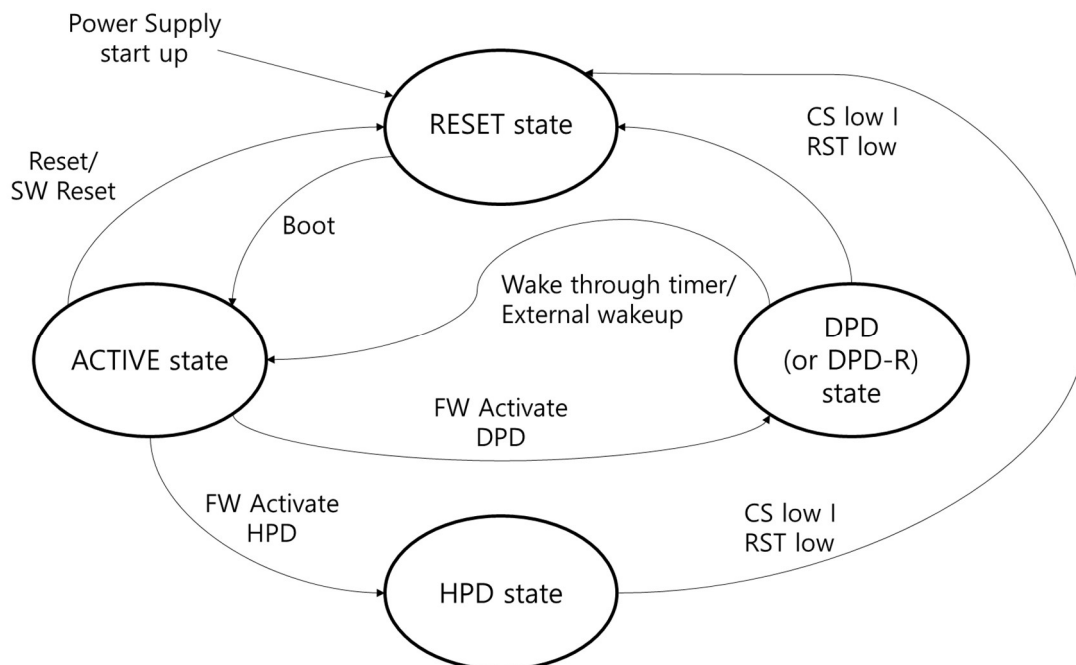 Power Supply
start up
RESET state
CS low I
RST low
Reset/
SW Reset
Boot
Wake through timer/
External wakeup
ACTIVE state
DPD
(or DPD-R)
state
FW Activate
DPD
FW Activate
HPD
CS low I
RST low
HPD state